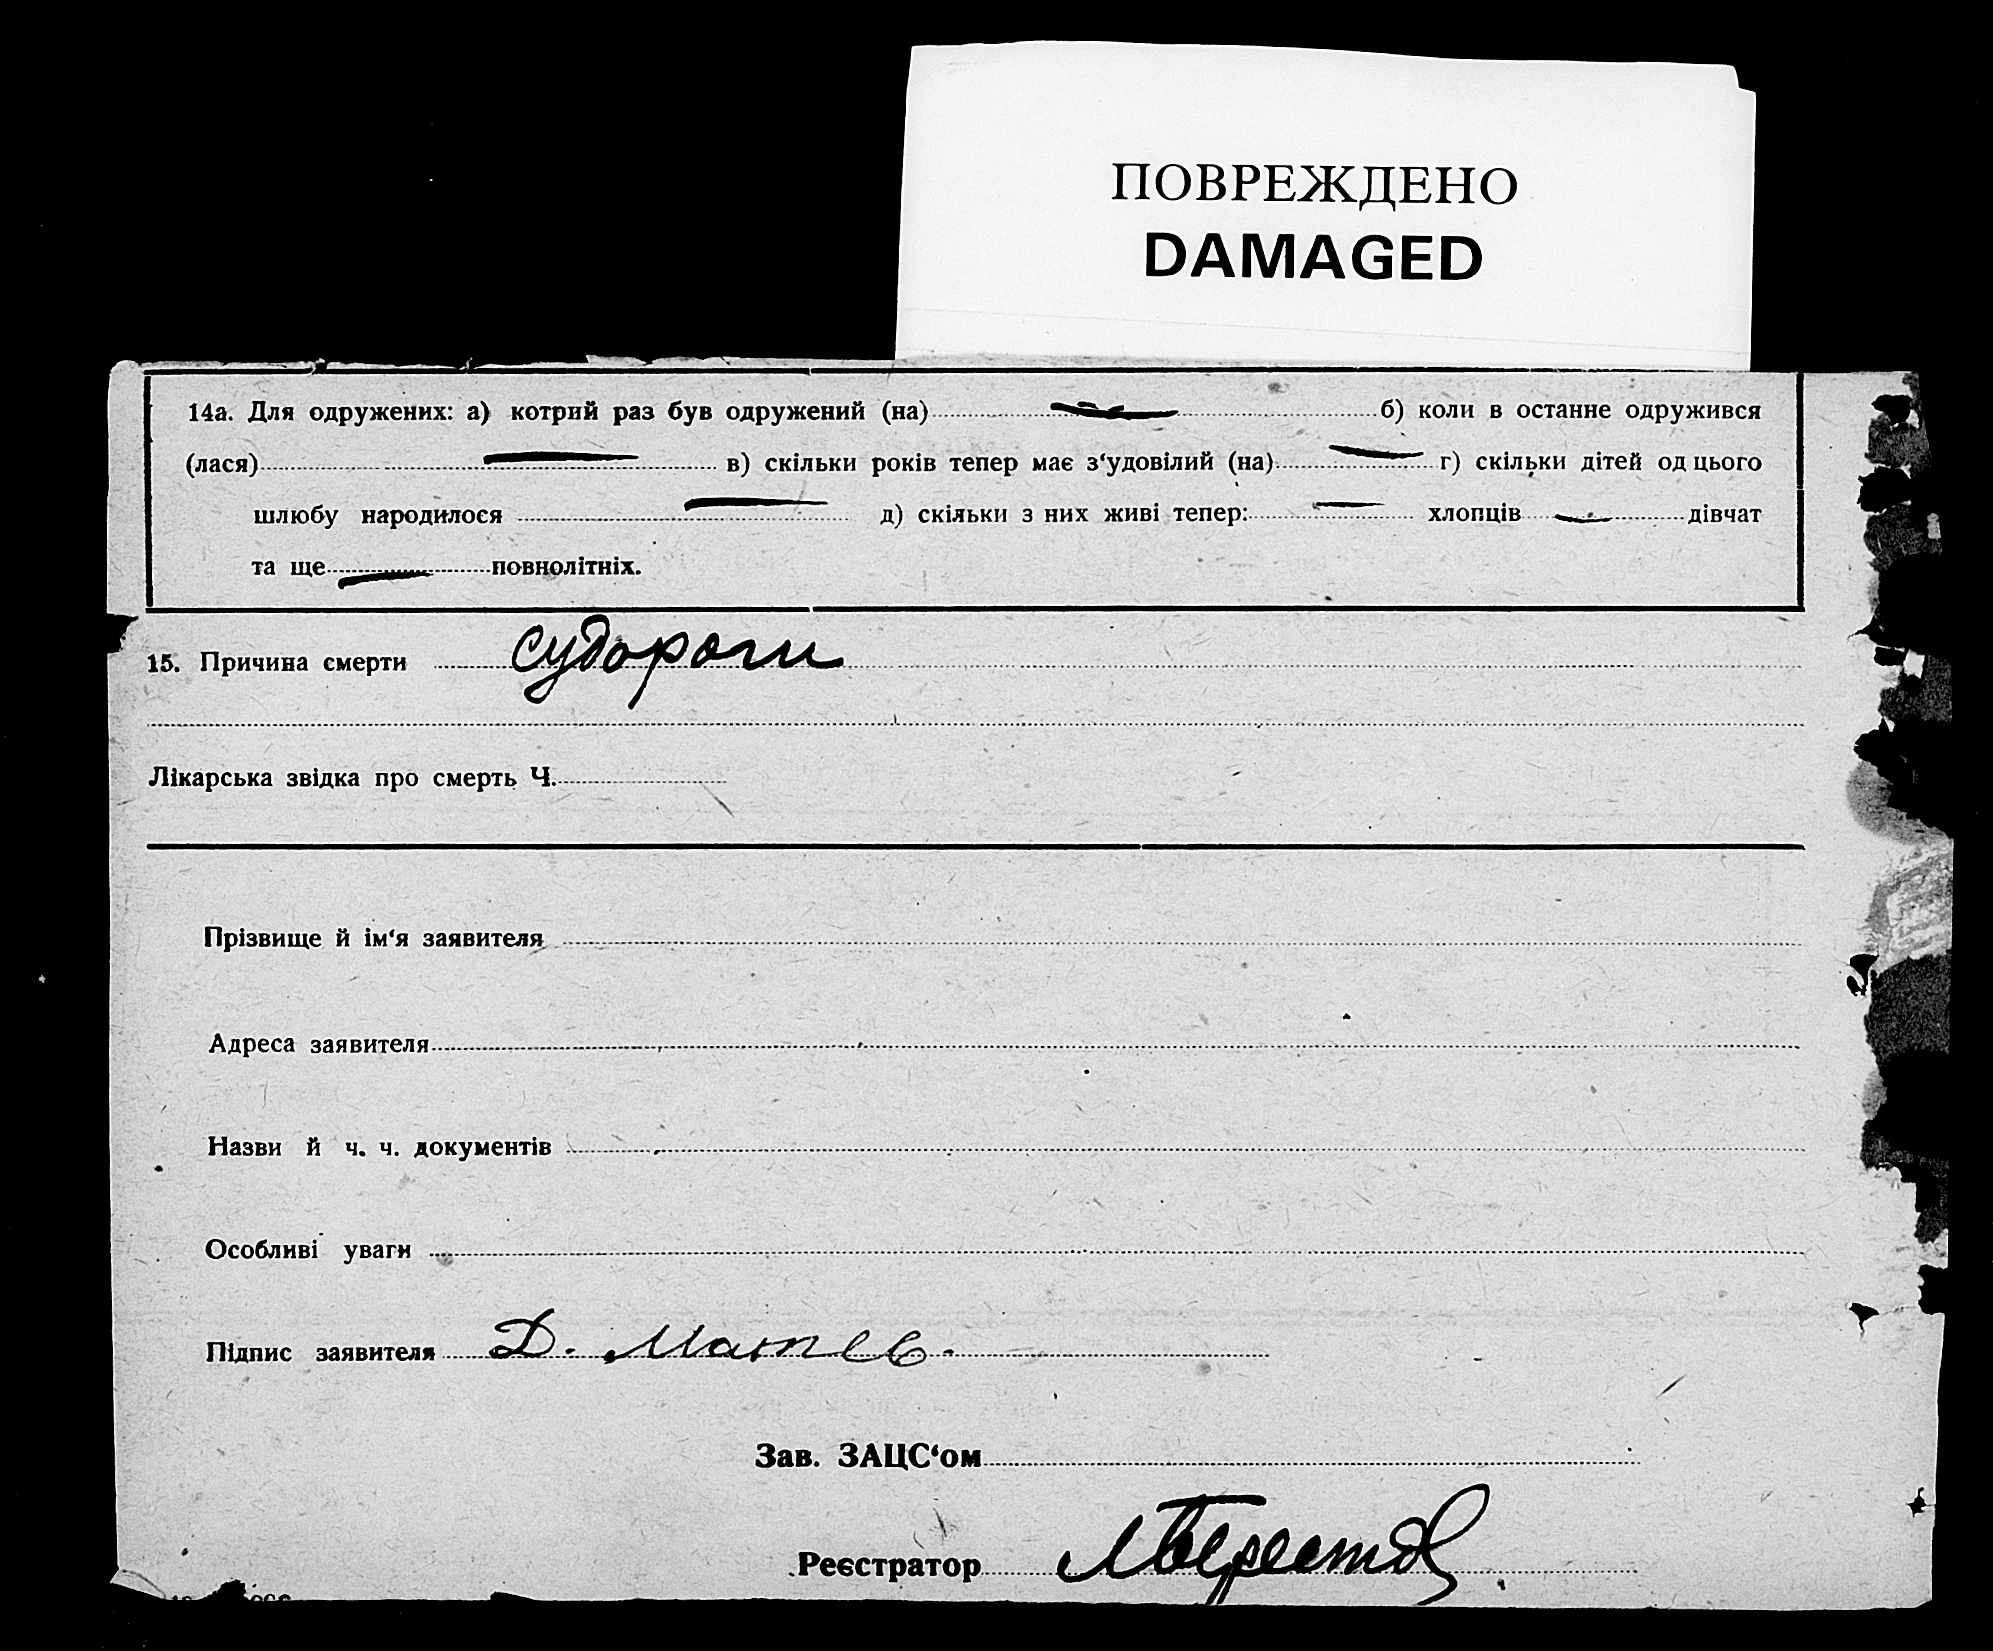 ПОВРЕЖДЕНО
DAMAGED
14а. Для одружених: а) котрий раз був одружений (на) б) коли в останне одружився
(лася) в) скільки років тепер має з‘удовілий (на) г) скільки дітей од цього
шлюбу народилося д) скільки з них живі тепер: хлопців дівчат
та ще повнолітніх.
15. Причина смерти судороги
Лікарська звідка про смерть Ч.
Прізвище й ім‘я заявителя
Адреса заявителя
Назви й ч. ч. документів
Особливі уваги
Підпис заявителя Д. Матев.
Зав. ЗАЦС‘ом
Реєстратор